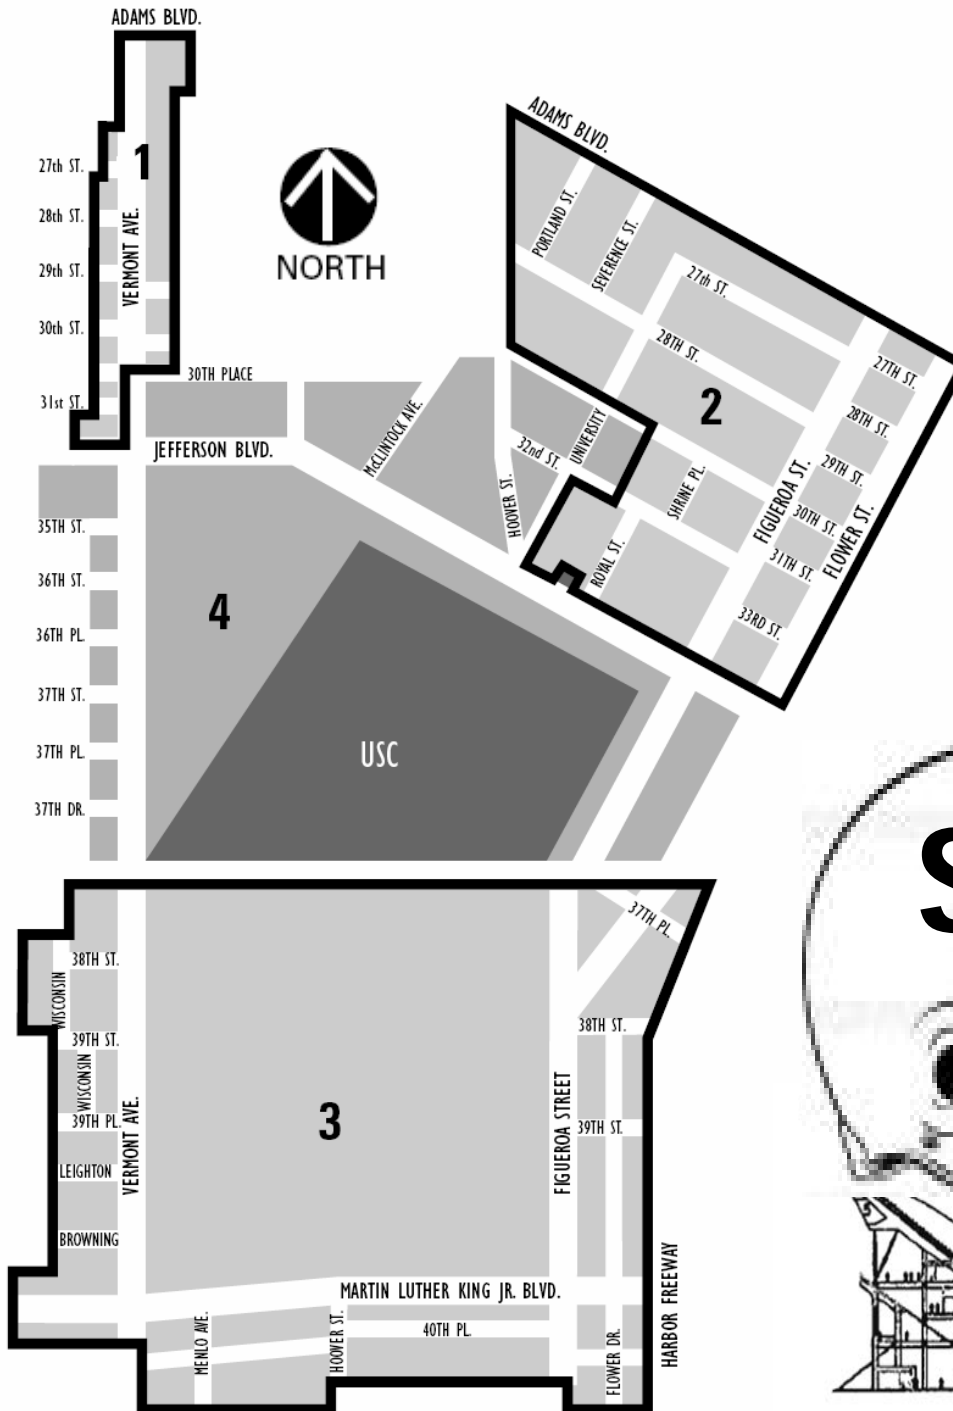 ADAMS BLVD.
1
27th ST.
28th ST.
VERMONT AVE.
29th ST.
30th ST.
31st ST.
30TH PLACE
JEFFERSON BLVD.
NORTH
ADAMS BLVD.
PORTLAND ST.
SEVERENCE ST.
27th ST.
28TH ST.
2
27TH ST.
28TH ST.
29TH ST.
30TH ST.
31TH ST.
33RD ST.
FIGUEROA ST.
FLOWER ST.
SHRINE PL.
ROYAL ST.
UNIVERSITY
32nd ST.
HOOVER ST.
McCLINTOCK AVE.
35TH ST.
36TH ST.
36TH PL.
37TH ST.
37TH PL.
37TH DR.
4
USC
S
37TH PL.
38TH ST.
WISCONSIN
39TH ST.
WISCONSIN
39TH PL.
VERMONT AVE.
LEIGHTON
BROWNING
3
38TH ST.
39TH ST.
FIGUEROA STREET
HARBOR FREEWAY
MARTIN LUTHER KING JR. BLVD.
40TH PL.
MENLO AVE.
HOOVER ST.
FLOWER DR.